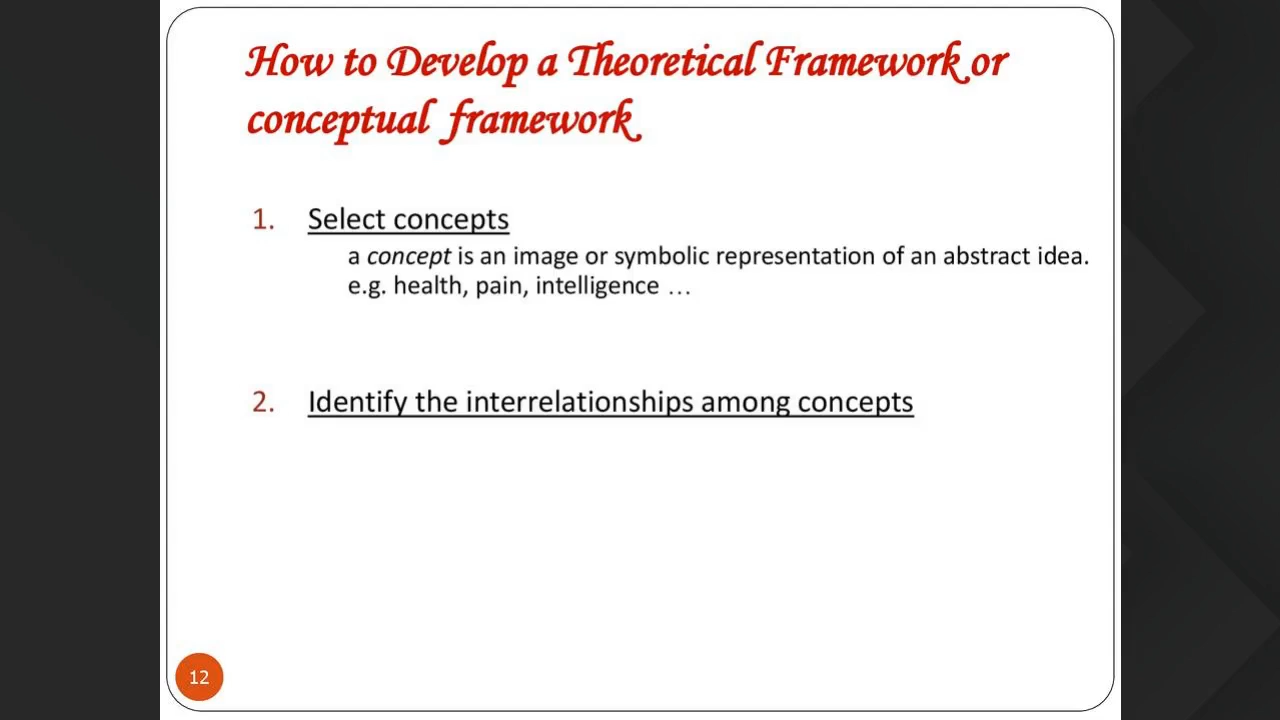 How to Develop a Theoretical Framework or
conceptual framework
1. Select concepts
a concept is an image or symbolic representation of an abstract idea.
e.g. health, pain, intelligence …
2. Identify the interrelationships among concepts
12